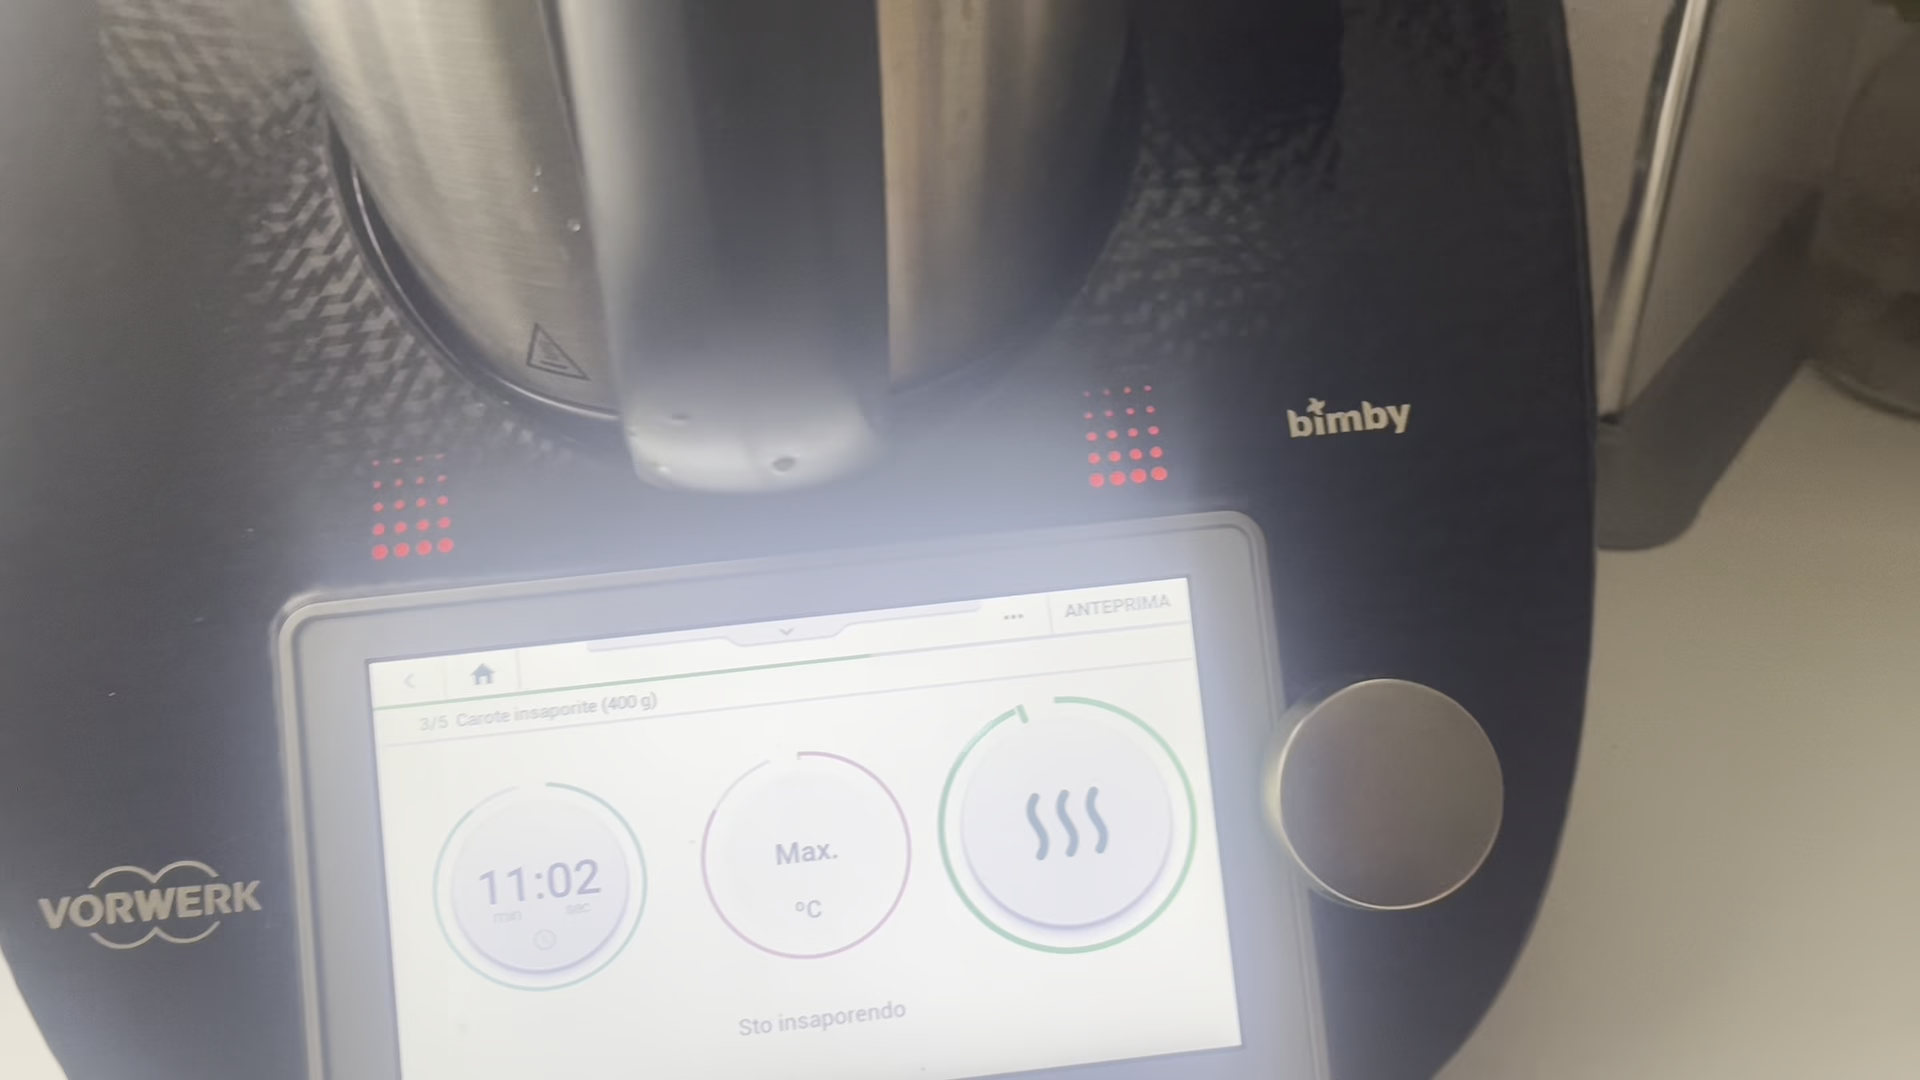 bimby
ANTEPRIMA
3/5 Carote insaporite (400 g)
11:02
min sec
Max.
°C
VORWERK
Sto insaporendo